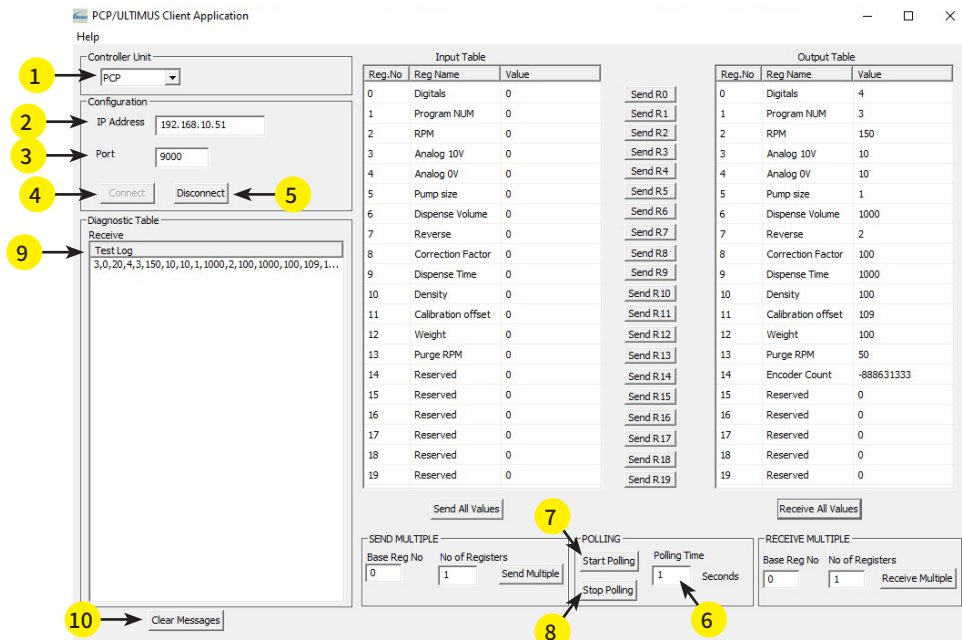 PCP/ULTIMUS Client Application
Help
Controller Unit
1
PCP
Configuration
2
IP Address 192.168.10.51
3
Port 9000
4
Connect Disconnect
5
Diagnostic Table
Receive
9
Test Log
3,0,20,4,3,150,10,10,1,1000,2,100,1000,100,109,1...
10
Clear Messages
Input Table
Reg.No Reg Name Value
0 Digitals 0
1 Program NUM 0
2 RPM 0
3 Analog 10V 0
4 Analog 0V 0
5 Pump size 0
6 Dispense Volume 0
7 Reverse 0
8 Correction Factor 0
9 Dispense Time 0
10 Density 0
11 Calibration offset 0
12 Weight 0
13 Purge RPM 0
14 Reserved 0
15 Reserved 0
16 Reserved 0
17 Reserved 0
18 Reserved 0
19 Reserved 0
Send All Values
Send R0
Send R1
Send R2
Send R3
Send R4
Send R5
Send R6
Send R7
Send R8
Send R9
Send R10
Send R11
Send R12
Send R13
Send R14
Send R15
Send R16
Send R17
Send R18
Send R19
Output Table
Reg.No Reg Name Value
0 Digitals 4
1 Program NUM 3
2 RPM 150
3 Analog 10V 10
4 Analog 0V 10
5 Pump size 1
6 Dispense Volume 1000
7 Reverse 2
8 Correction Factor 100
9 Dispense Time 1000
10 Density 100
11 Calibration offset 109
12 Weight 100
13 Purge RPM 50
14 Encoder Count -888631333
15 Reserved 0
16 Reserved 0
17 Reserved 0
18 Reserved 0
19 Reserved 0
Receive All Values
SEND MULTIPLE
Base Reg No No of Registers
0 1 Send Multiple
7
POLLING
Start Polling Polling Time
1 Seconds
Stop Polling
8
6
RECEIVE MULTIPLE
Base Reg No No of Registers
0 1 Receive Multiple